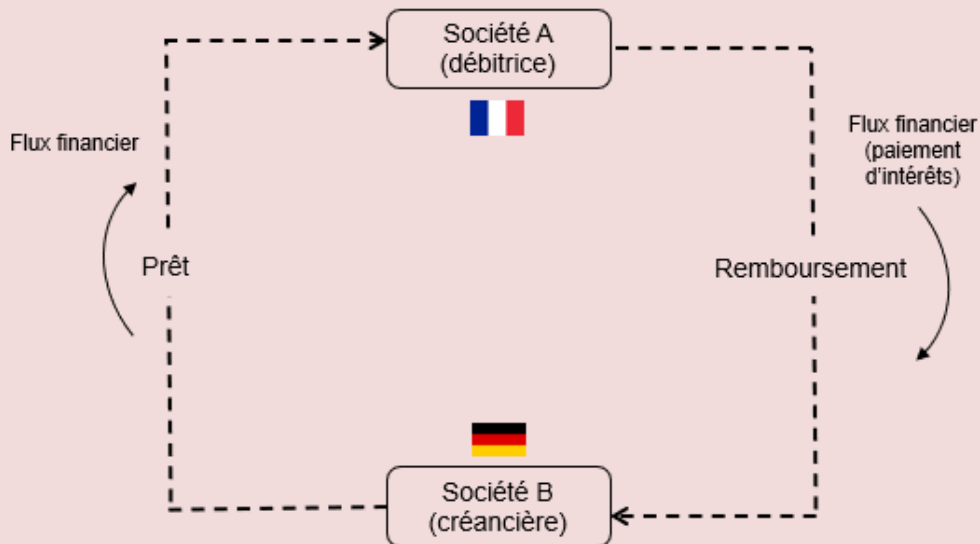 Société A
(débitrice)
Flux financier
Flux financier
(paiement
d'intérêts)
Prêt
Remboursement
Société B
(créancière)